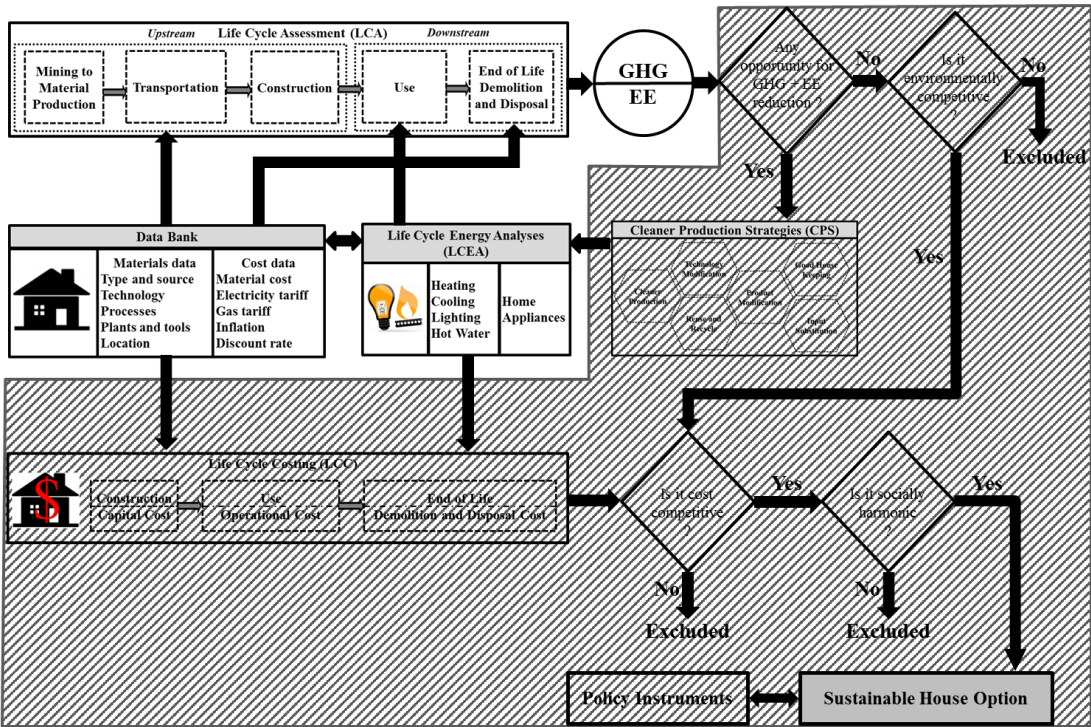 Upstream
Life Cycle Assessment (LCA)
Downstream
Mining to
Material
Production
Transportation
Construction
Use
End of Life
Demolition
and Disposal
GHG
EE
Any
opportunity for
GHG + EE
reduction ?
No
Is it
environmentally
competitive
?
No
Excluded
Yes
Yes
Data Bank
Materials data
Type and source
Technology
Processes
Plants and tools
Location
Cost data
Material cost
Electricity tariff
Gas tariff
Inflation
Discount rate
Life Cycle Energy Analyses
(LCEA)
Heating
Cooling
Lighting
Hot Water
Home
Appliances
Cleaner Production Strategies (CPS)
Technology
Modification
Good House
Keeping
Cleaner
Production
Product
Modification
Reuse and
Recycle
Input
Substitution
Life Cycle Costing (LCC)
$
Construction
Capital Cost
Use
Operational Cost
End of Life
Demolition and Disposal Cost
Is it cost
competitive
?
Yes
Is it socially
harmonic
?
Yes
No
Excluded
No
Excluded
Policy Instruments
Sustainable House Option